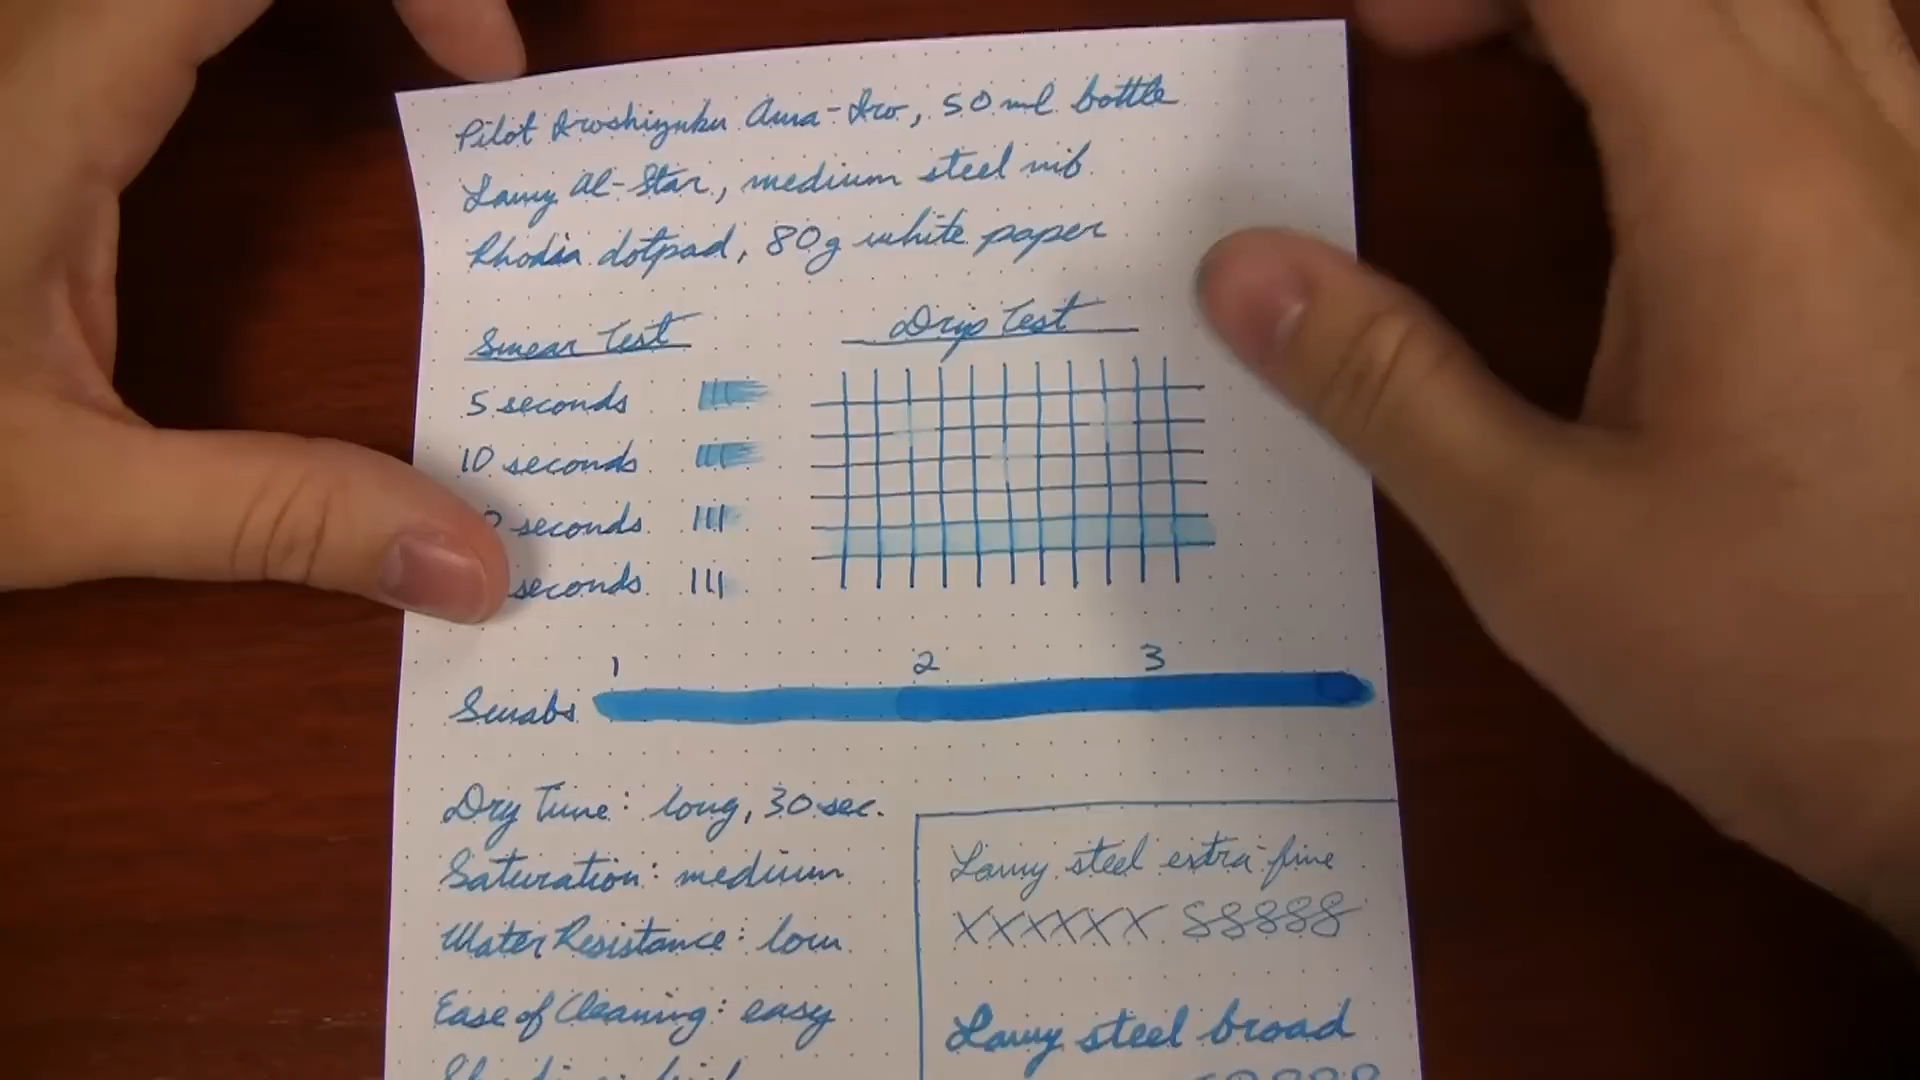 Pilot Iroshizuku Ama-Iro, 50 ml bottle
Lamy Al-Star, medium steel nib
Rhodia dotpad, 80g white paper
Smear Test
5 seconds
10 seconds
seconds
seconds
Drip Test
1 2 3
Swabs
Dry Time: long, 30 sec.
Saturation: medium
Water Resistance: low
Ease of Cleaning: easy
Lamy steel extra-fine
XXXXXX 88888
Lamy steel broad